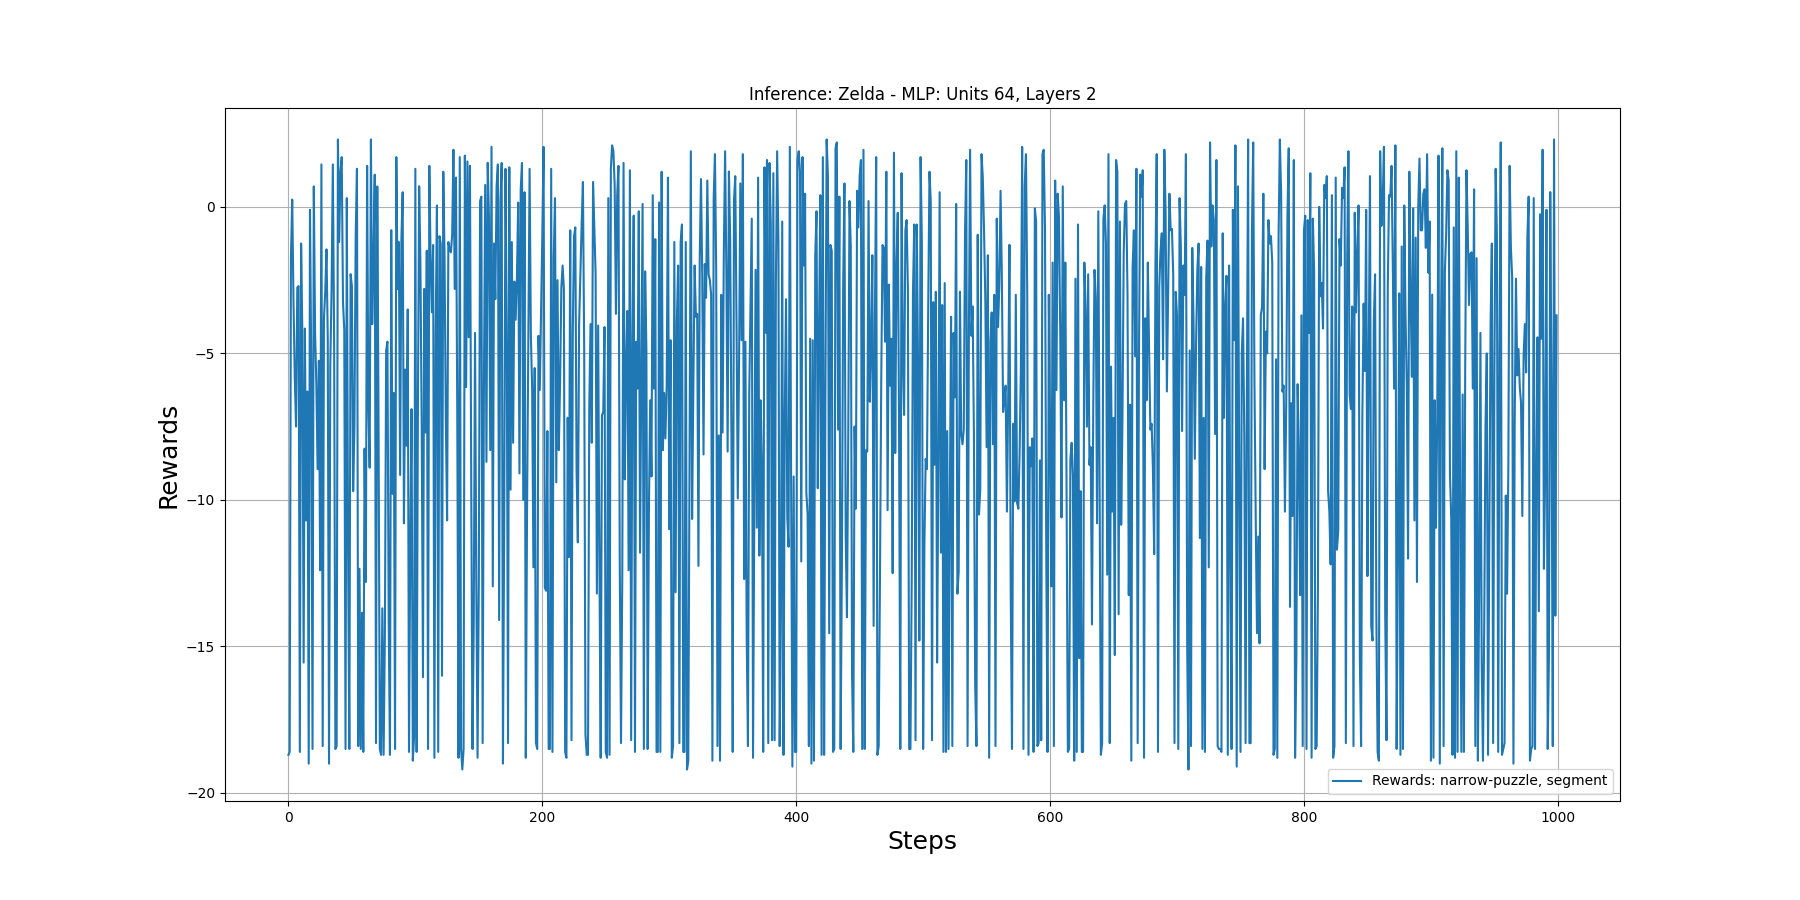 Inference: Zelda - MLP: Units 64, Layers 2
Rewards
0
−5
−10
−15
−20
Rewards: narrow-puzzle, segment
0 200 400 600 800 1000
Steps